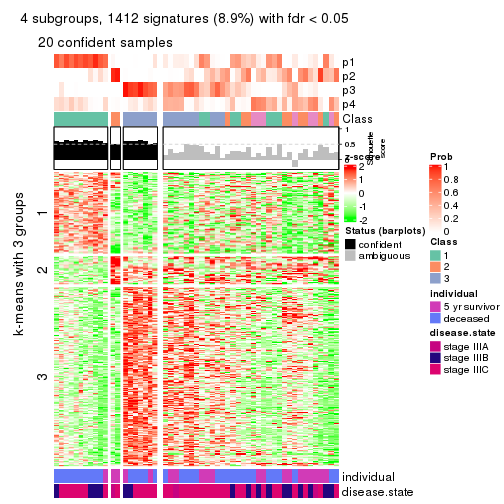 4 subgroups, 1412 signatures (8.9%) with fdr < 0.05
20 confident samples
p1
p2
p3
p4
Class
1
0.5
0
Silhouette
score
k-means with 3 groups
1
2
3
z-score
2
1
0
-1
-2
Status (barplots)
confident
ambiguous
Prob
1
0.8
0.6
0.4
0.2
0
Class
1
2
3
individual
5 yr survivor
deceased
disease.state
stage IIIA
stage IIIB
stage IIIC
individual
disease.state